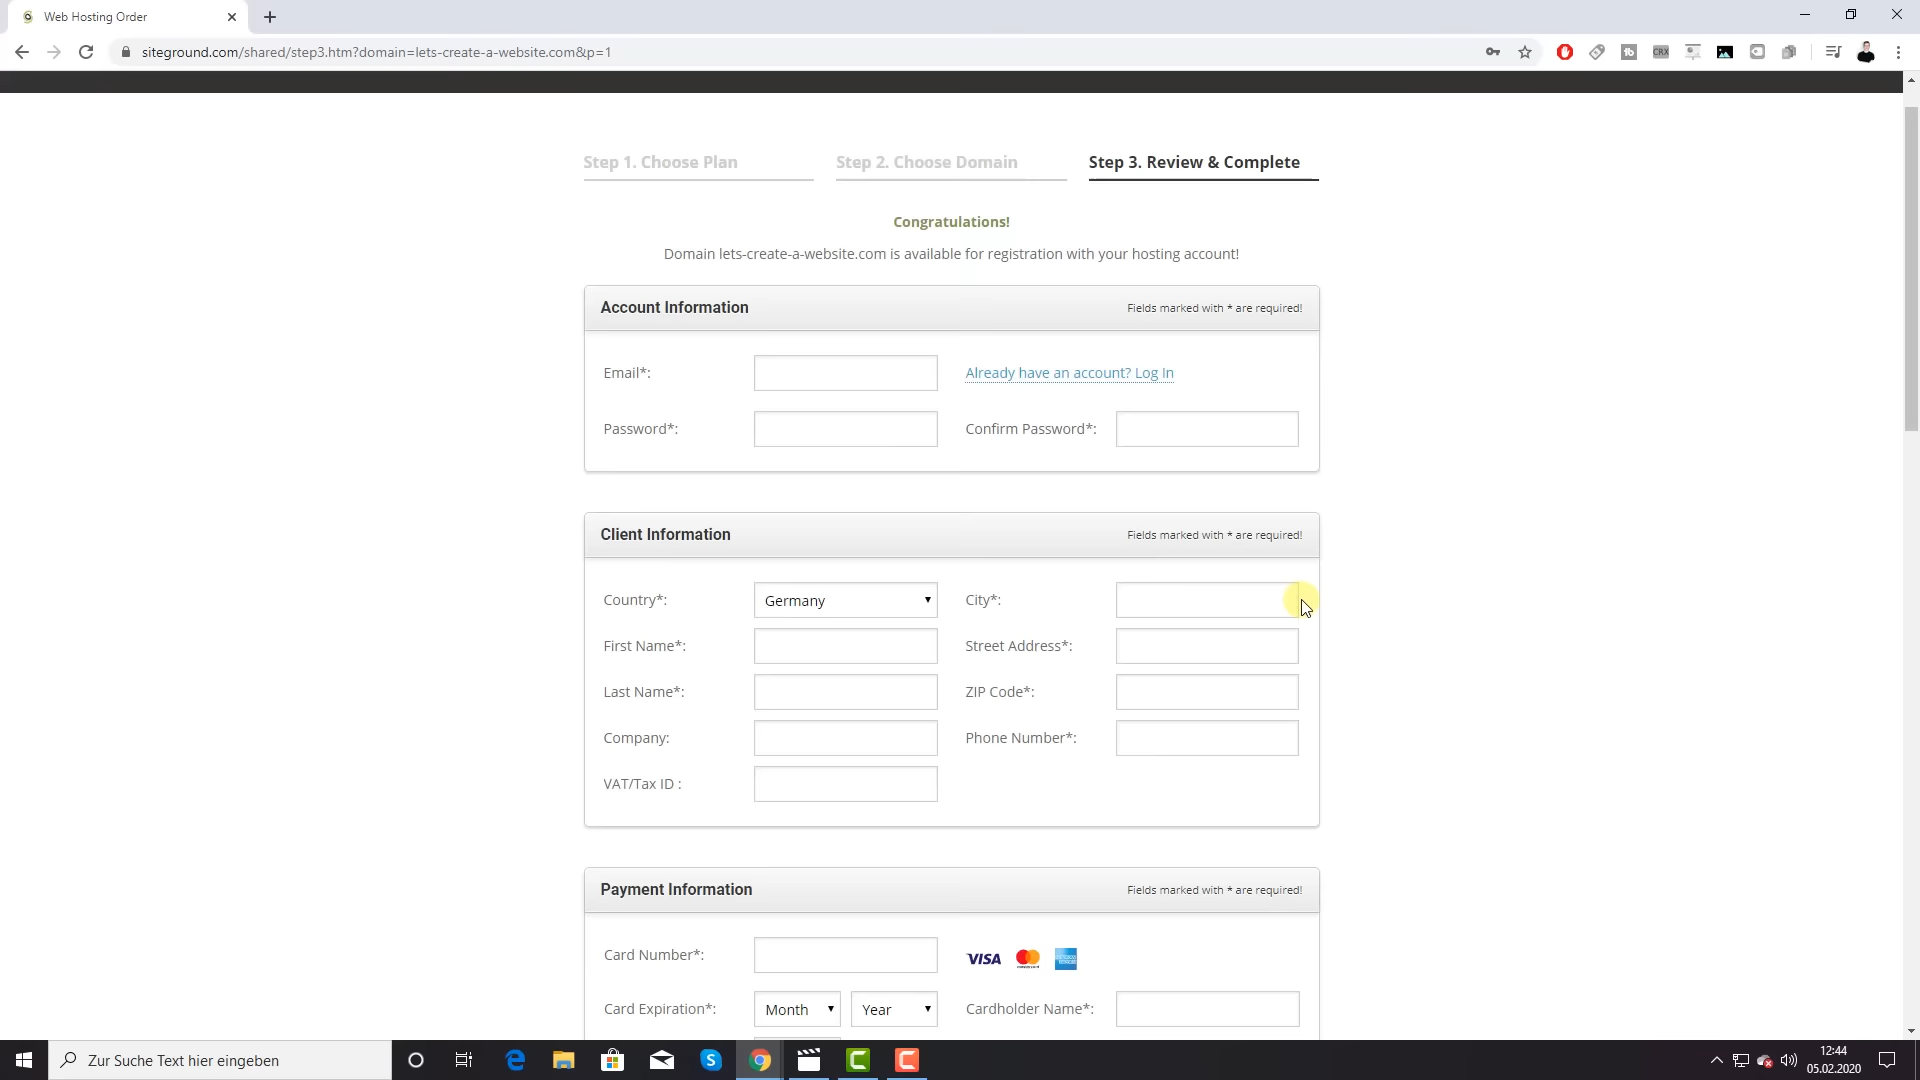 Web Hosting Order
siteground.com/shared/step3.htm?domain=lets-create-a-website.com&p=1
Step 1. Choose Plan
Step 2. Choose Domain
Step 3. Review & Complete
Congratulations!
Domain lets-create-a-website.com is available for registration with your hosting account!
Account Information
Fields marked with * are required!
Email*:
Already have an account? Log In
Password*:
Confirm Password*:
Client Information
Fields marked with * are required!
Country*:
Germany
City*:
First Name*:
Street Address*:
Last Name*:
ZIP Code*:
Company:
Phone Number*:
VAT/Tax ID :
Payment Information
Fields marked with * are required!
Card Number*:
VISA
Card Expiration*:
Month
Year
Cardholder Name*:
Zur Suche Text hier eingeben
12:44
05.02.2020